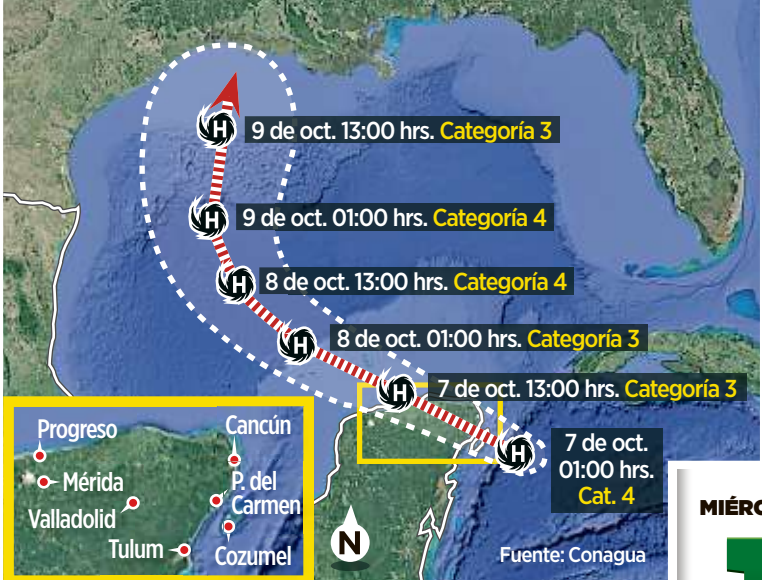 9 de oct. 13:00 hrs. Categoría 3
9 de oct. 01:00 hrs. Categoría 4
8 de oct. 13:00 hrs. Categoría 4
8 de oct. 01:00 hrs. Categoría 3
7 de oct. 13:00 hrs. Categoría 3
7 de oct.
01:00 hrs.
Cat. 4
H
H
H
H
H
H
Progreso
Cancún
Mérida
P. del
Carmen
Valladolid
Tulum
Cozumel
N
Fuente: Conagua